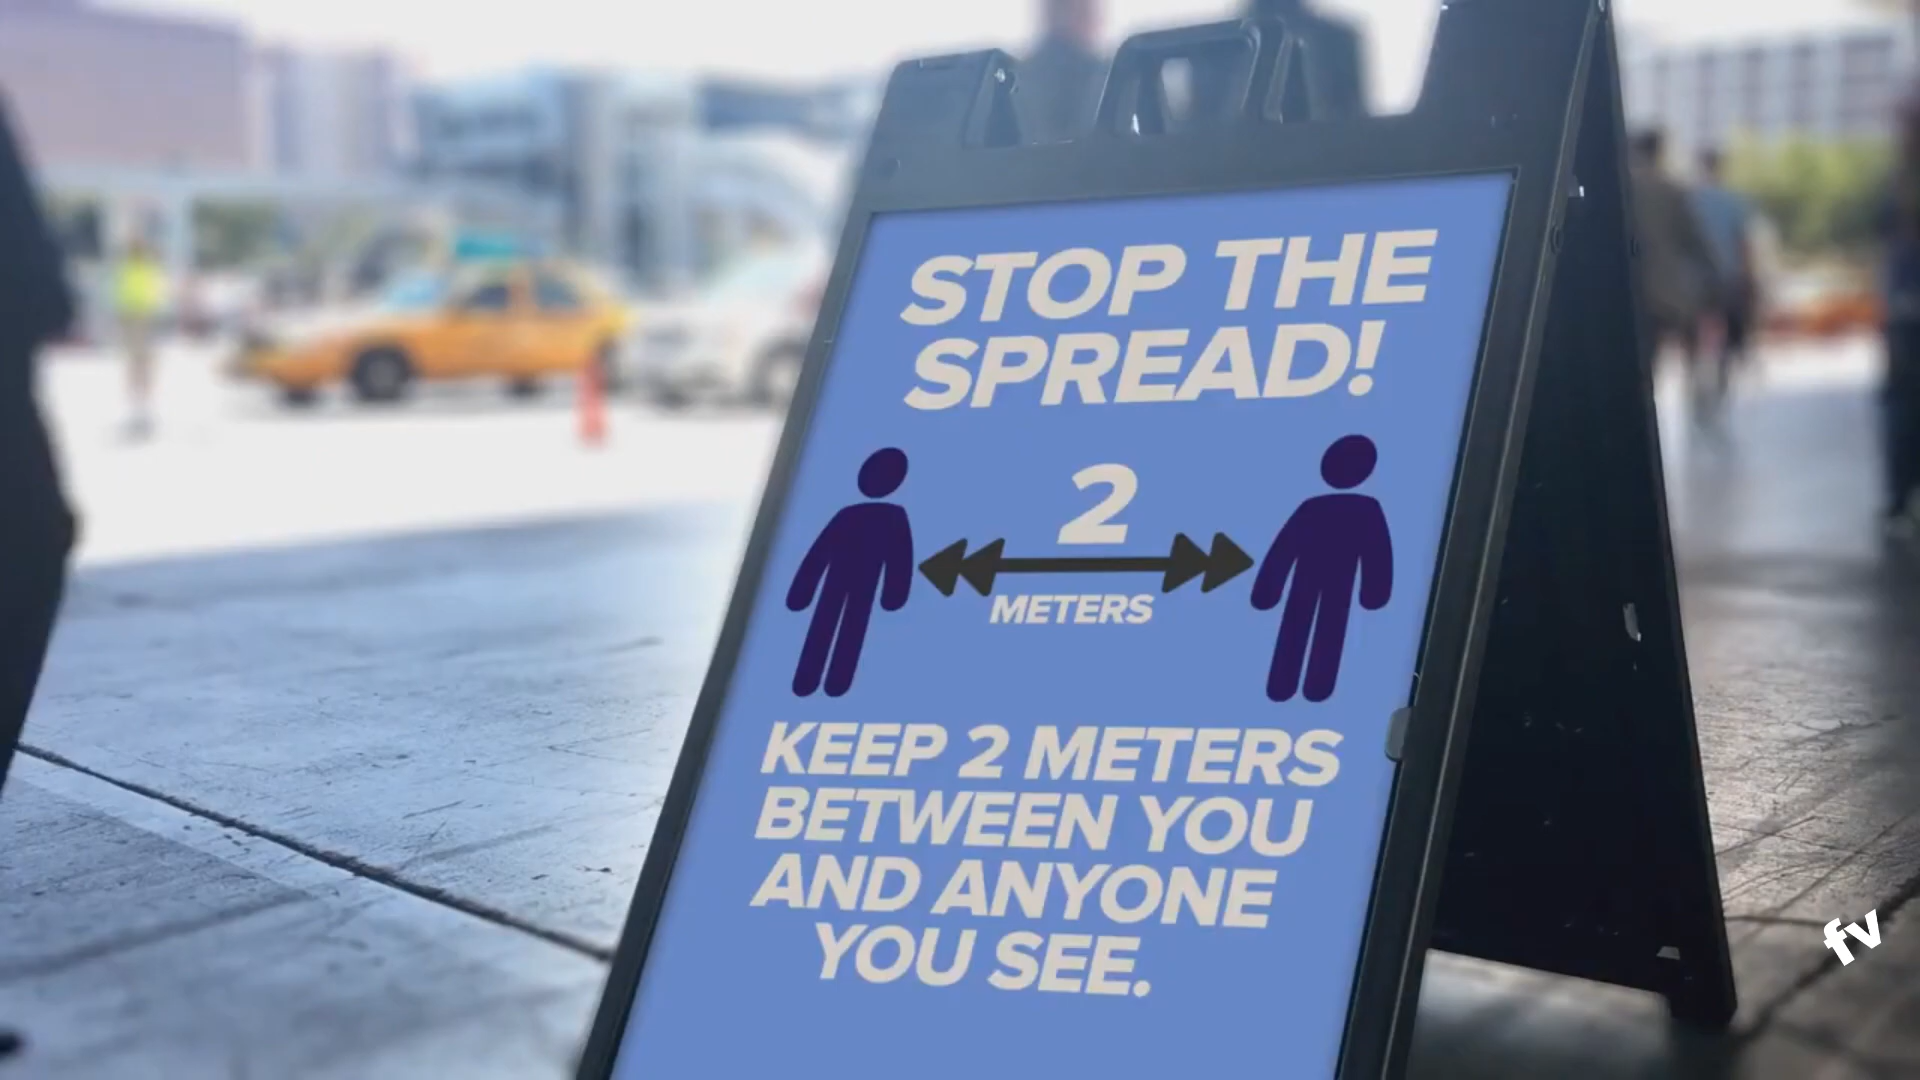 STOP THE
SPREAD!
2
METERS
KEEP 2 METERS
BETWEEN YOU
AND ANYONE
YOU SEE.
fv